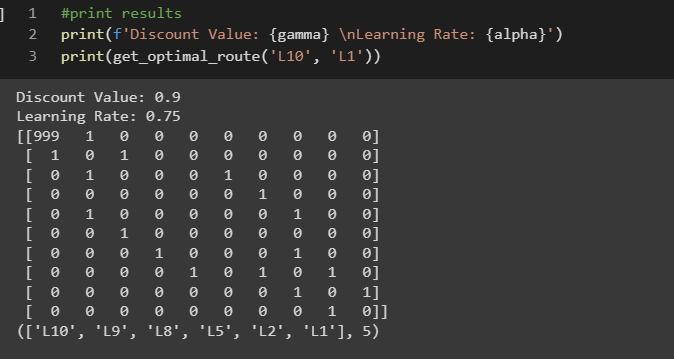 ] 1 #print results
2 print(f'Discount Value: {gamma} \nLearning Rate: {alpha}')
3 print(get_optimal_route('L10', 'L1'))
Discount Value: 0.9
Learning Rate: 0.75
[[999 1 0 0 0 0 0 0 0 0]
[ 1 0 1 0 0 0 0 0 0 0]
[ 0 1 0 0 0 1 0 0 0 0]
[ 0 0 0 0 0 0 1 0 0 0]
[ 0 1 0 0 0 0 0 1 0 0]
[ 0 0 1 0 0 0 0 0 0 0]
[ 0 0 0 1 0 0 0 1 0 0]
[ 0 0 0 0 1 0 1 0 1 0]
[ 0 0 0 0 0 0 0 1 0 1]
[ 0 0 0 0 0 0 0 0 1 0]]
(['L10', 'L9', 'L8', 'L5', 'L2', 'L1'], 5)